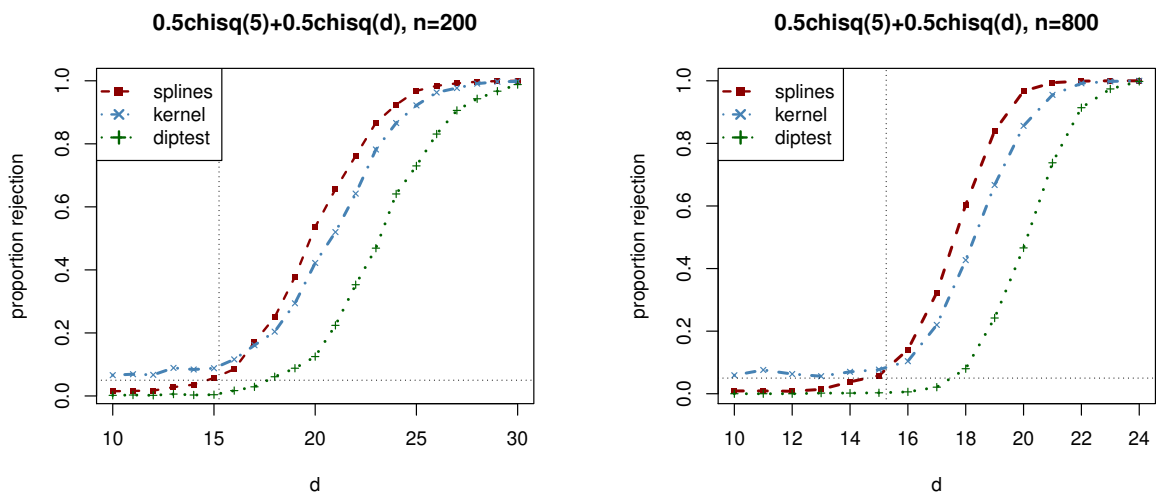 0.5chisq(5)+0.5chisq(d), n=200
proportion rejection
1.0
0.8
0.6
0.4
0.2
0.0
splines
kernel
diptest
10 15 20 25 30
d
0.5chisq(5)+0.5chisq(d), n=800
proportion rejection
1.0
0.8
0.6
0.4
0.2
0.0
splines
kernel
diptest
10 12 14 16 18 20 22 24
d